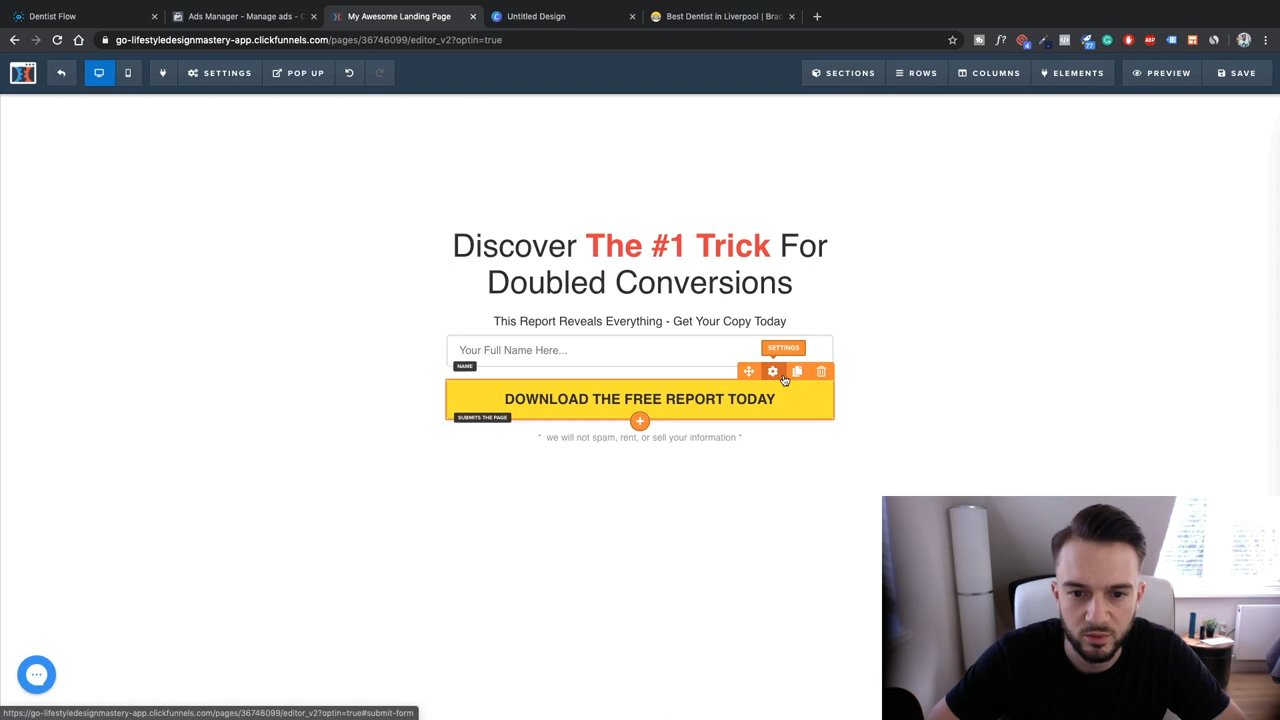 Dentist Flow
Ads Manager - Manage ads - C
My Awesome Landing Page
Untitled Design
Best Dentist in Liverpool | Brac
go-lifestyledesignmastery-app.clickfunnels.com/pages/36746099/editor_v2?optin=true
SETTINGS
POP UP
SECTIONS
ROWS
COLUMNS
ELEMENTS
PREVIEW
SAVE
Discover The #1 Trick For
Doubled Conversions
This Report Reveals Everything - Get Your Copy Today
Your Full Name Here...
SETTINGS
NAME
DOWNLOAD THE FREE REPORT TODAY
SUBMITS THE PAGE
* we will not spam, rent, or sell your information *
https://go-lifestyledesignmastery-app.clickfunnels.com/pages/36746099/editor_v2?optin=true#submit-form